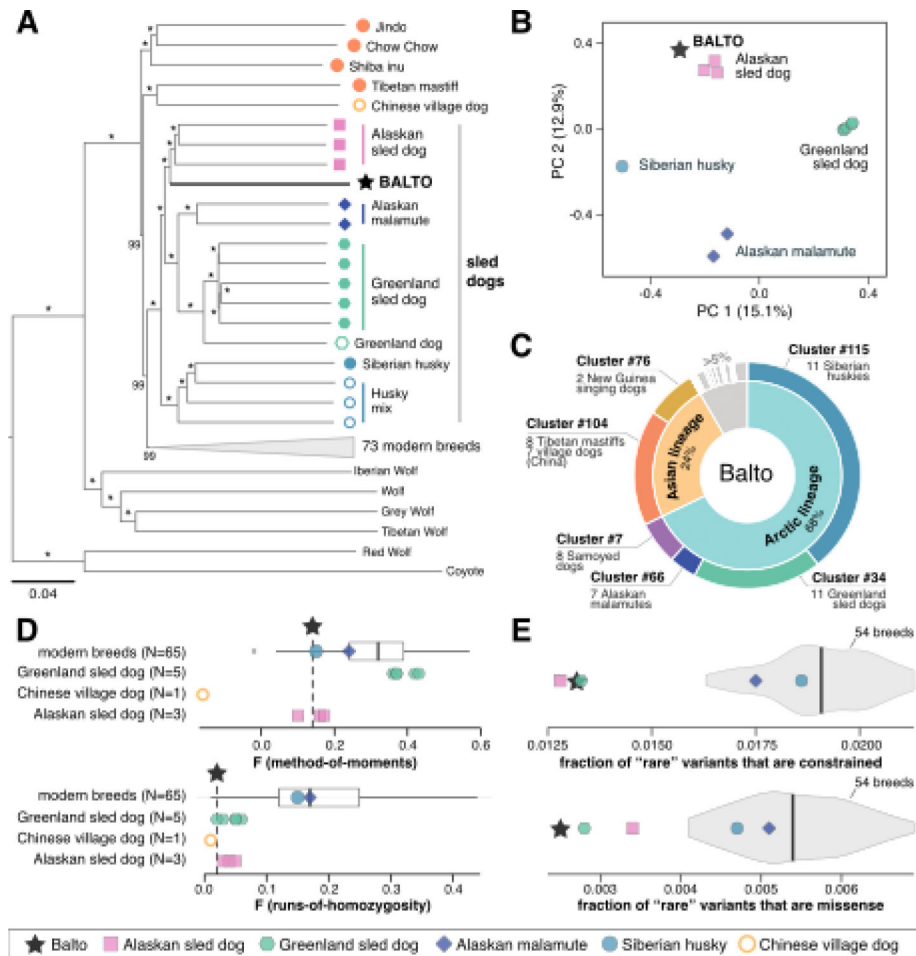 A
Jindo
Chow Chow
Shiba inu
Tibetan mastiff
Chinese village dog
Alaskan
sled dog
BALTO
Alaskan
malamute
sled
dogs
Greenland
sled dog
Greenland dog
Siberian husky
Husky
mix
73 modern breeds
99
99
99
Iberian Wolf
Wolf
Grey Wolf
Tibetan Wolf
Red Wolf
Coyote
0.04
B
BALTO
Alaskan
sled dog
Greenland
sled dog
Siberian husky
Alaskan malamute
PC 2 (12.9%)
0.4
0.0
-0.4
-0.4
0.0
0.4
PC 1 (15.1%)
C
Cluster #76
2 New Guinea
singing dogs
>5%
Cluster #115
11 Siberian
huskies
Cluster #104
8 Tibetan mastiffs
7 village dogs
(China)
Asian lineage
24%
Balto
Arctic lineage
68%
Cluster #7
8 Samoyed
dogs
Cluster #66
7 Alaskan
malamutes
Cluster #34
11 Greenland
sled dogs
D
modern breeds (N=65)
Greenland sled dog (N=5)
Chinese village dog (N=1)
Alaskan sled dog (N=3)
0.0
0.2
0.4
0.6
F (method-of-moments)
modern breeds (N=65)
Greenland sled dog (N=5)
Chinese village dog (N=1)
Alaskan sled dog (N=3)
0.0
0.1
0.2
0.3
0.4
F (runs-of-homozygosity)
E
54 breeds
0.0125
0.0150
0.0175
0.0200
fraction of "rare" variants that are constrained
54 breeds
0.003
0.004
0.005
0.006
fraction of "rare" variants that are missense
Balto
Alaskan sled dog
Greenland sled dog
Alaskan malamute
Siberian husky
Chinese village dog